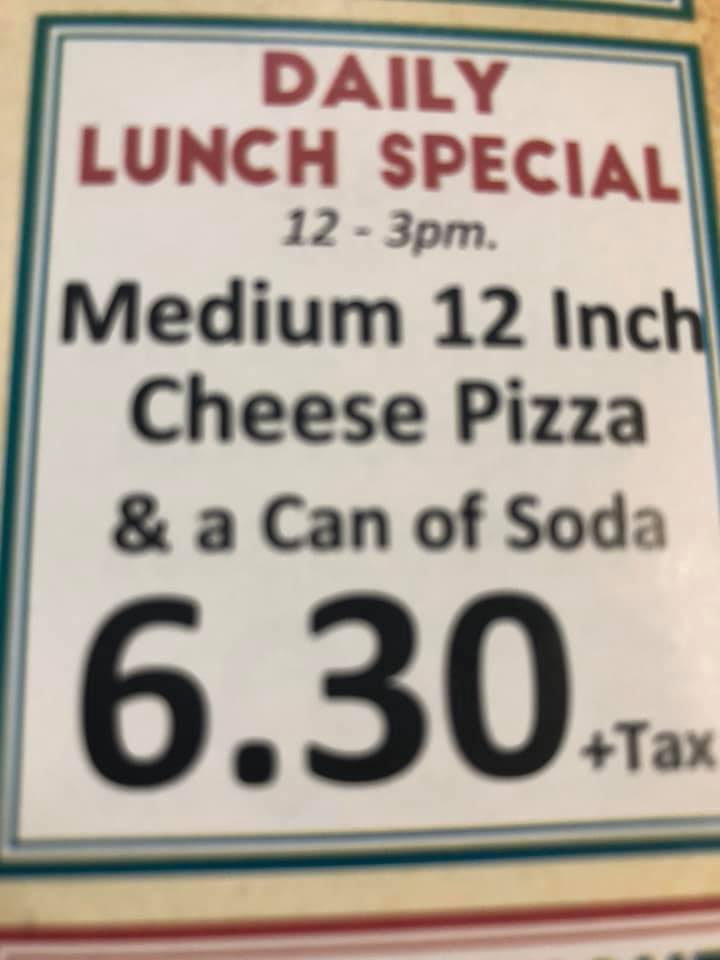 DAILY
LUNCH SPECIAL
12 - 3pm.
Medium 12 Inch
Cheese Pizza
& a Can of Soda
6.30 +Tax